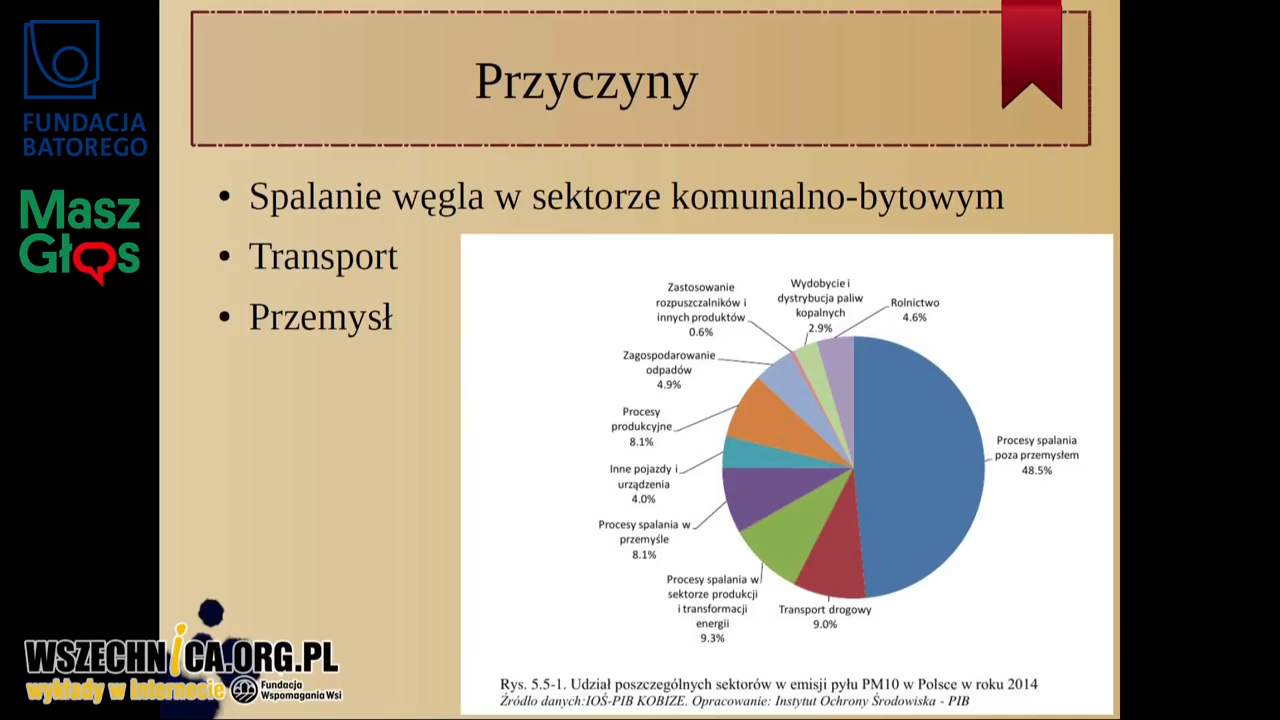 FUNDACJA
BATOREGO
Masz
Głos
Przyczyny
• Spalanie węgla w sektorze komunalno-bytowym
• Transport
• Przemysł
Zastosowanie
rozpuszczalników i
innych produktów
0.6%
Wydobycie i
dystrybucja paliw
kopalnych
2.9%
Rolnictwo
4.6%
Zagospodarowanie
odpadów
4.9%
Procesy
produkcyjne
8.1%
Inne pojazdy i
urządzenia
4.0%
Procesy spalania w
przemyśle
8.1%
Procesy spalania w
sektorze produkcji
i transformacji
energii
9.3%
Transport drogowy
9.0%
Procesy spalania
poza przemysłem
48.5%
Rys. 5.5-1. Udział poszczególnych sektorów w emisji pyłu PM10 w Polsce w roku 2014
Źródło danych:IOŚ-PIB KOBIZE. Opracowanie: Instytut Ochrony Środowiska - PIB
WSZECHNiCA.ORG.PL
wykłady w internecie
Fundacja
Wspomagania Wsi